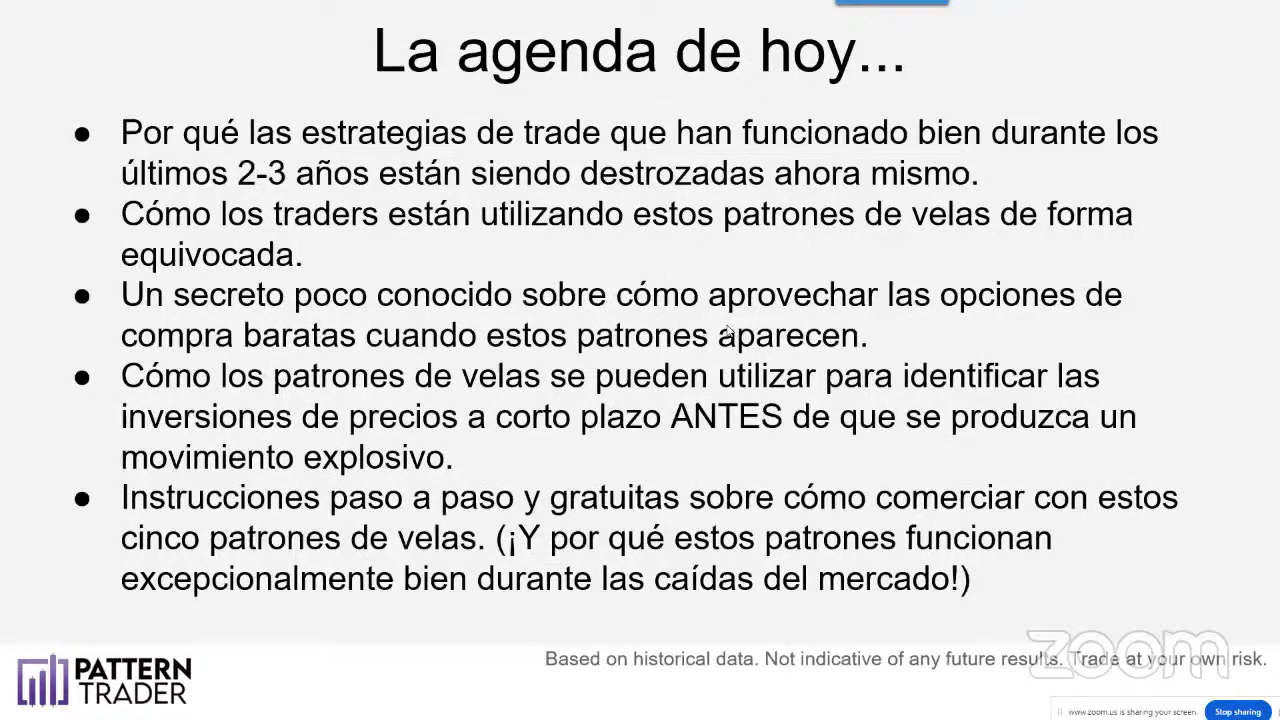 La agenda de hoy...
● Por qué las estrategias de trade que han funcionado bien durante los
últimos 2-3 años están siendo destrozadas ahora mismo.
● Cómo los traders están utilizando estos patrones de velas de forma
equivocada.
● Un secreto poco conocido sobre cómo aprovechar las opciones de
compra baratas cuando estos patrones aparecen.
● Cómo los patrones de velas se pueden utilizar para identificar las
inversiones de precios a corto plazo ANTES de que se produzca un
movimiento explosivo.
● Instrucciones paso a paso y gratuitas sobre cómo comerciar con estos
cinco patrones de velas. (¡Y por qué estos patrones funcionan
excepcionalmente bien durante las caídas del mercado!)
zoom
Based on historical data. Not indicative of any future results. Trade at your own risk.
PATTERN
TRADER
www.zoom.us is sharing your screen. Stop sharing